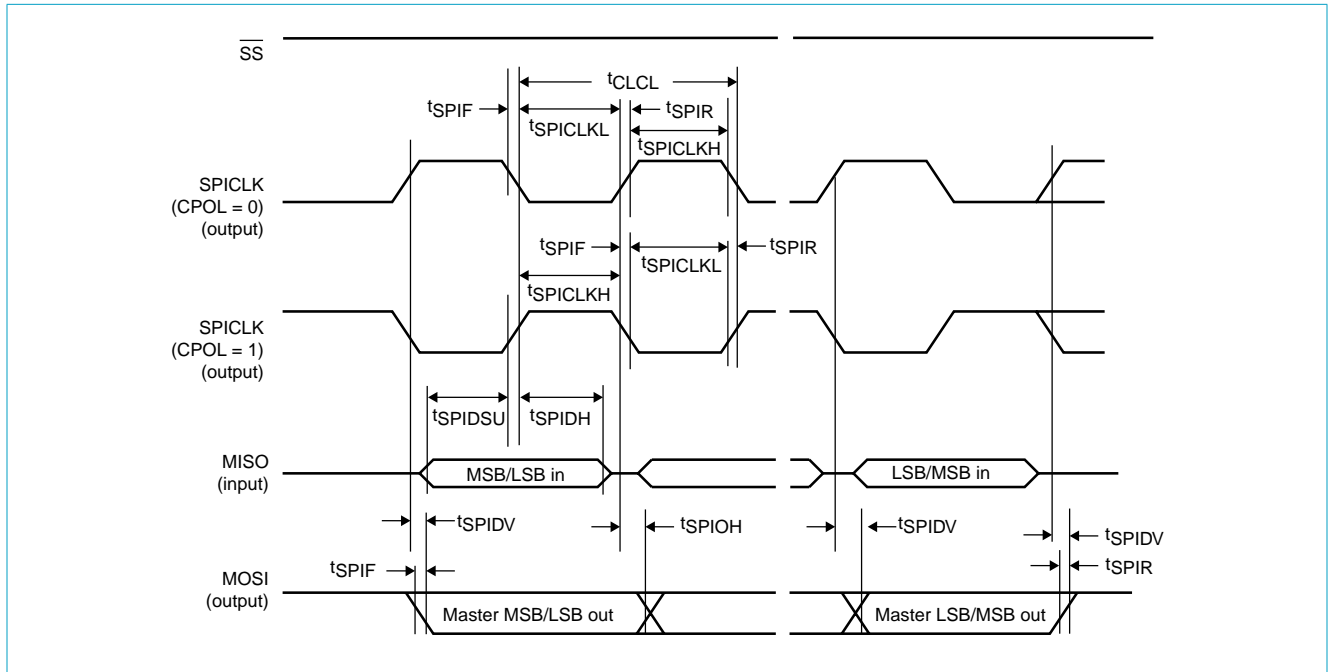 SS
tCLCL
tSPIF
tSPICLKL
tSPIR
tSPICLKH
SPICLK
(CPOL = 0)
(output)
tSPIF
tSPICLKL
tSPIR
tSPICLKH
SPICLK
(CPOL = 1)
(output)
tSPIDSU
tSPIDH
MISO
(input)
MSB/LSB in
LSB/MSB in
tSPIDV
tSPIOH
tSPIDV
tSPIDV
tSPIF
tSPIR
MOSI
(output)
Master MSB/LSB out
Master LSB/MSB out